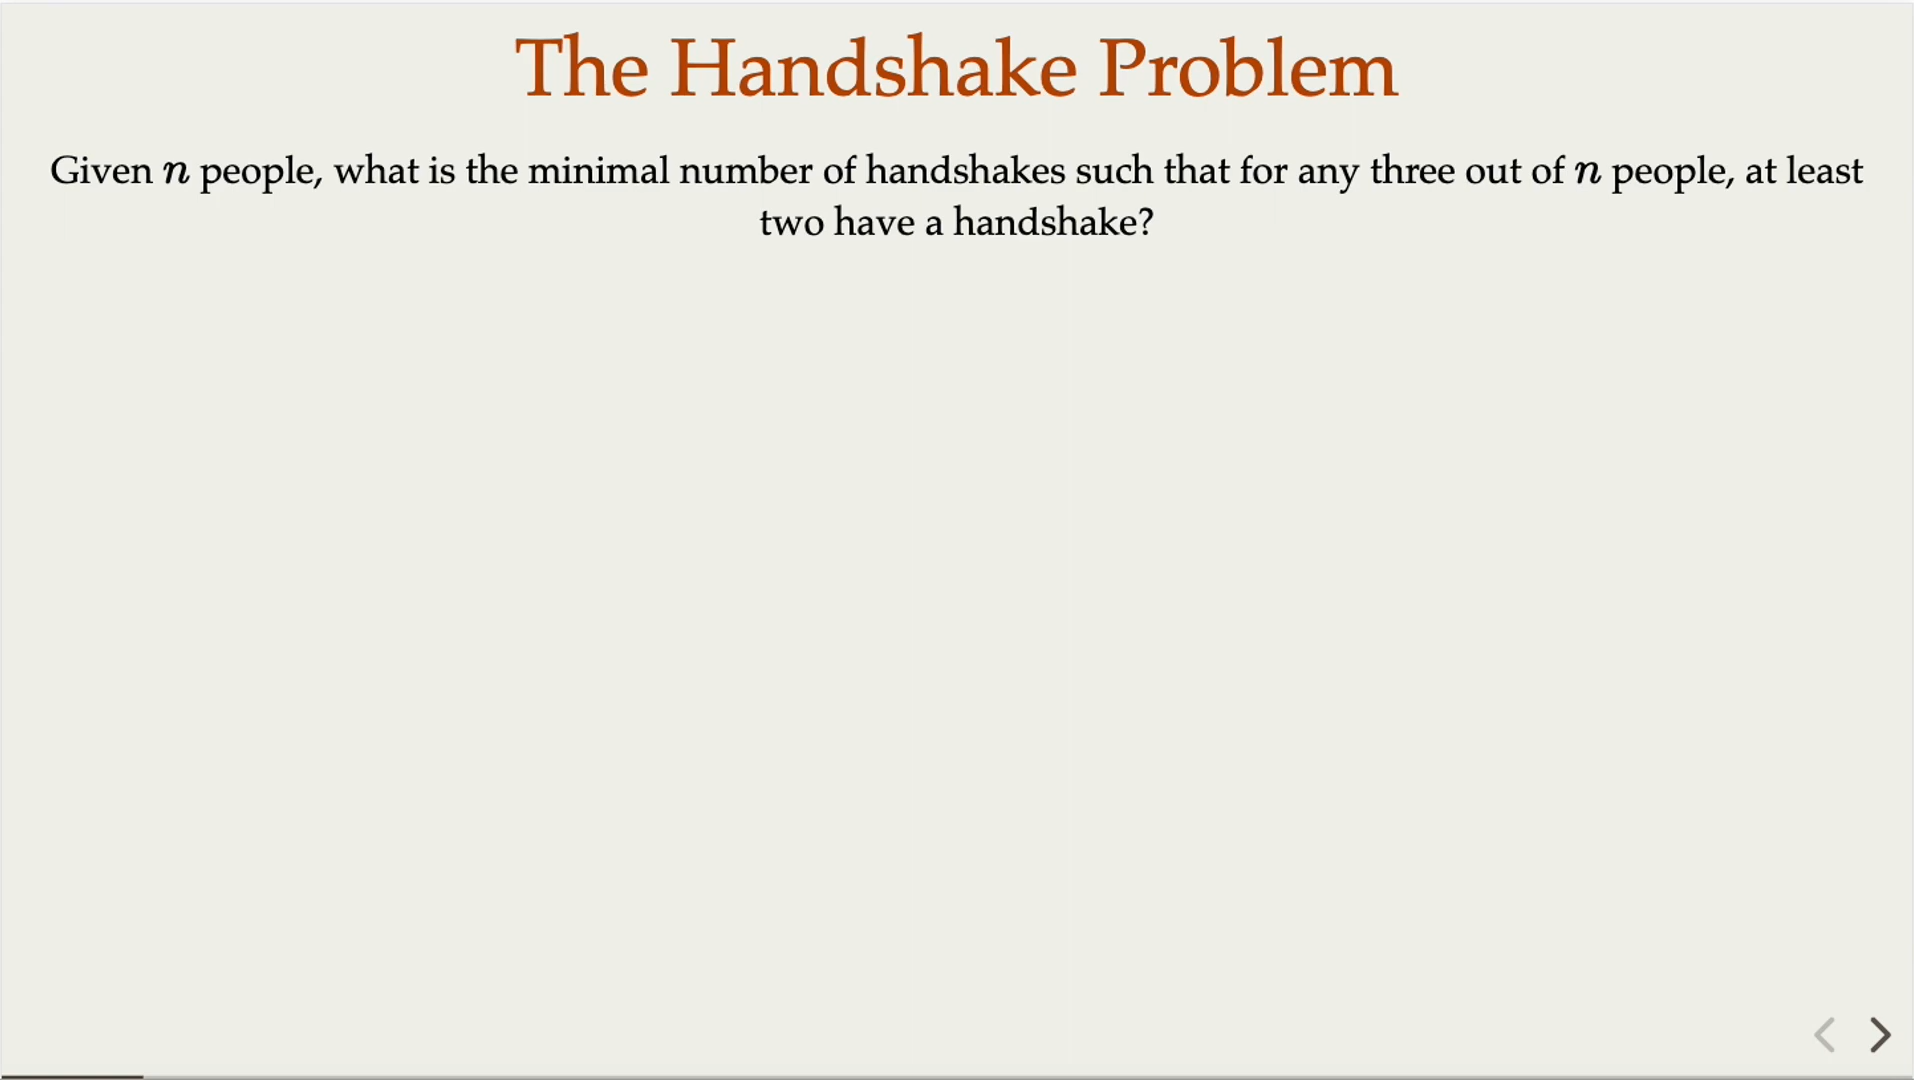 The Handshake Problem
Given n people, what is the minimal number of handshakes such that for any three out of n people, at least
two have a handshake?